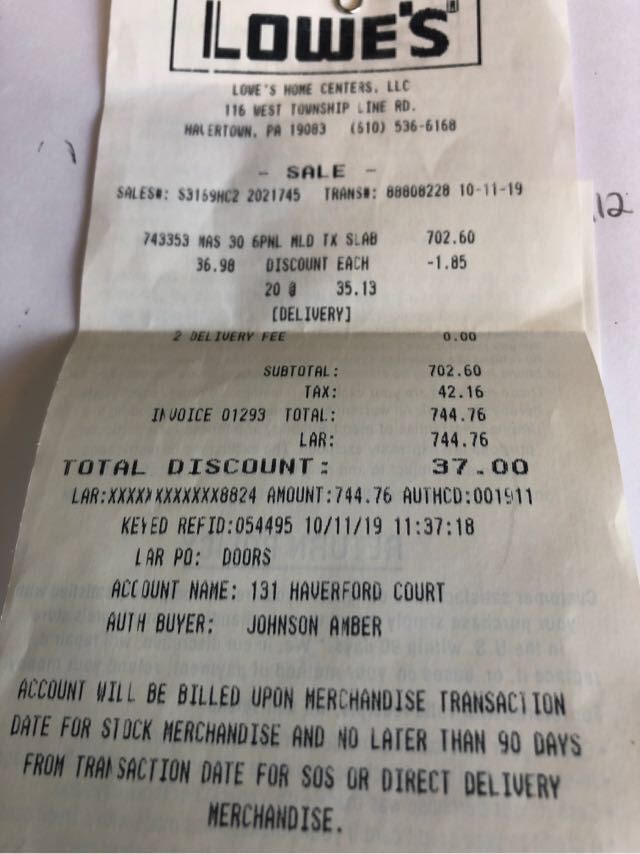 LOWE'S
LOWE'S HOME CENTERS, LLC
116 WEST TOWNSHIP LINE RD.
HAVERTOWN, PA 19083 (610) 536-6168
- SALE -
SALES#: S3159HC2 2021745 TRANS#: 88808228 10-11-19
12
743353 MAS 30 6PNL MLD TX SLAB 702.60
36.98 DISCOUNT EACH -1.85
20 @ 35.13
[DELIVERY]
2 DELIVERY FEE 0.00
SUBTOTAL: 702.60
TAX: 42.16
INVOICE 01293 TOTAL: 744.76
LAR: 744.76
TOTAL DISCOUNT: 37.00
LAR:XXXXXXXXXXXX8824 AMOUNT:744.76 AUTHCD:001911
KEYED REFID:054495 10/11/19 11:37:18
LAR PO: DOORS
ACCOUNT NAME: 131 HAVERFORD COURT
AUTH BUYER: JOHNSON AMBER
ACCOUNT WILL BE BILLED UPON MERCHANDISE TRANSACTION
DATE FOR STOCK MERCHANDISE AND NO LATER THAN 90 DAYS
FROM TRANSACTION DATE FOR SOS OR DIRECT DELIVERY
MERCHANDISE.